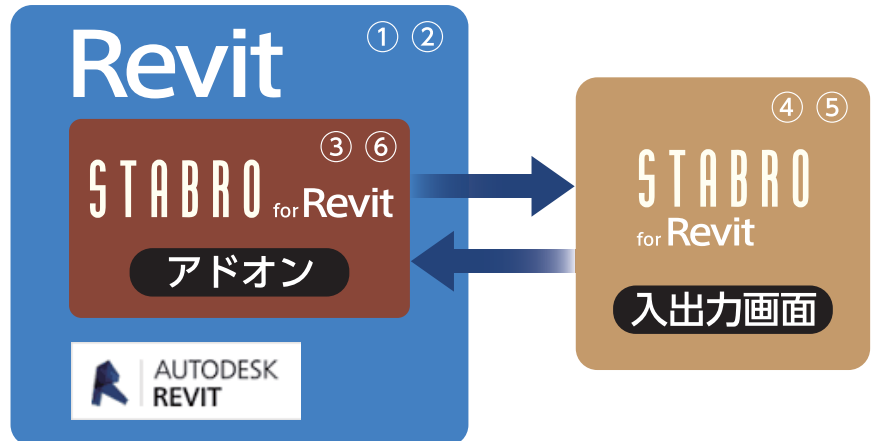 Revit ① ②
③ ⑥
STABRO for Revit
アドオン
AUTODESK
REVIT
④ ⑤
STABRO
for Revit
入出力画面